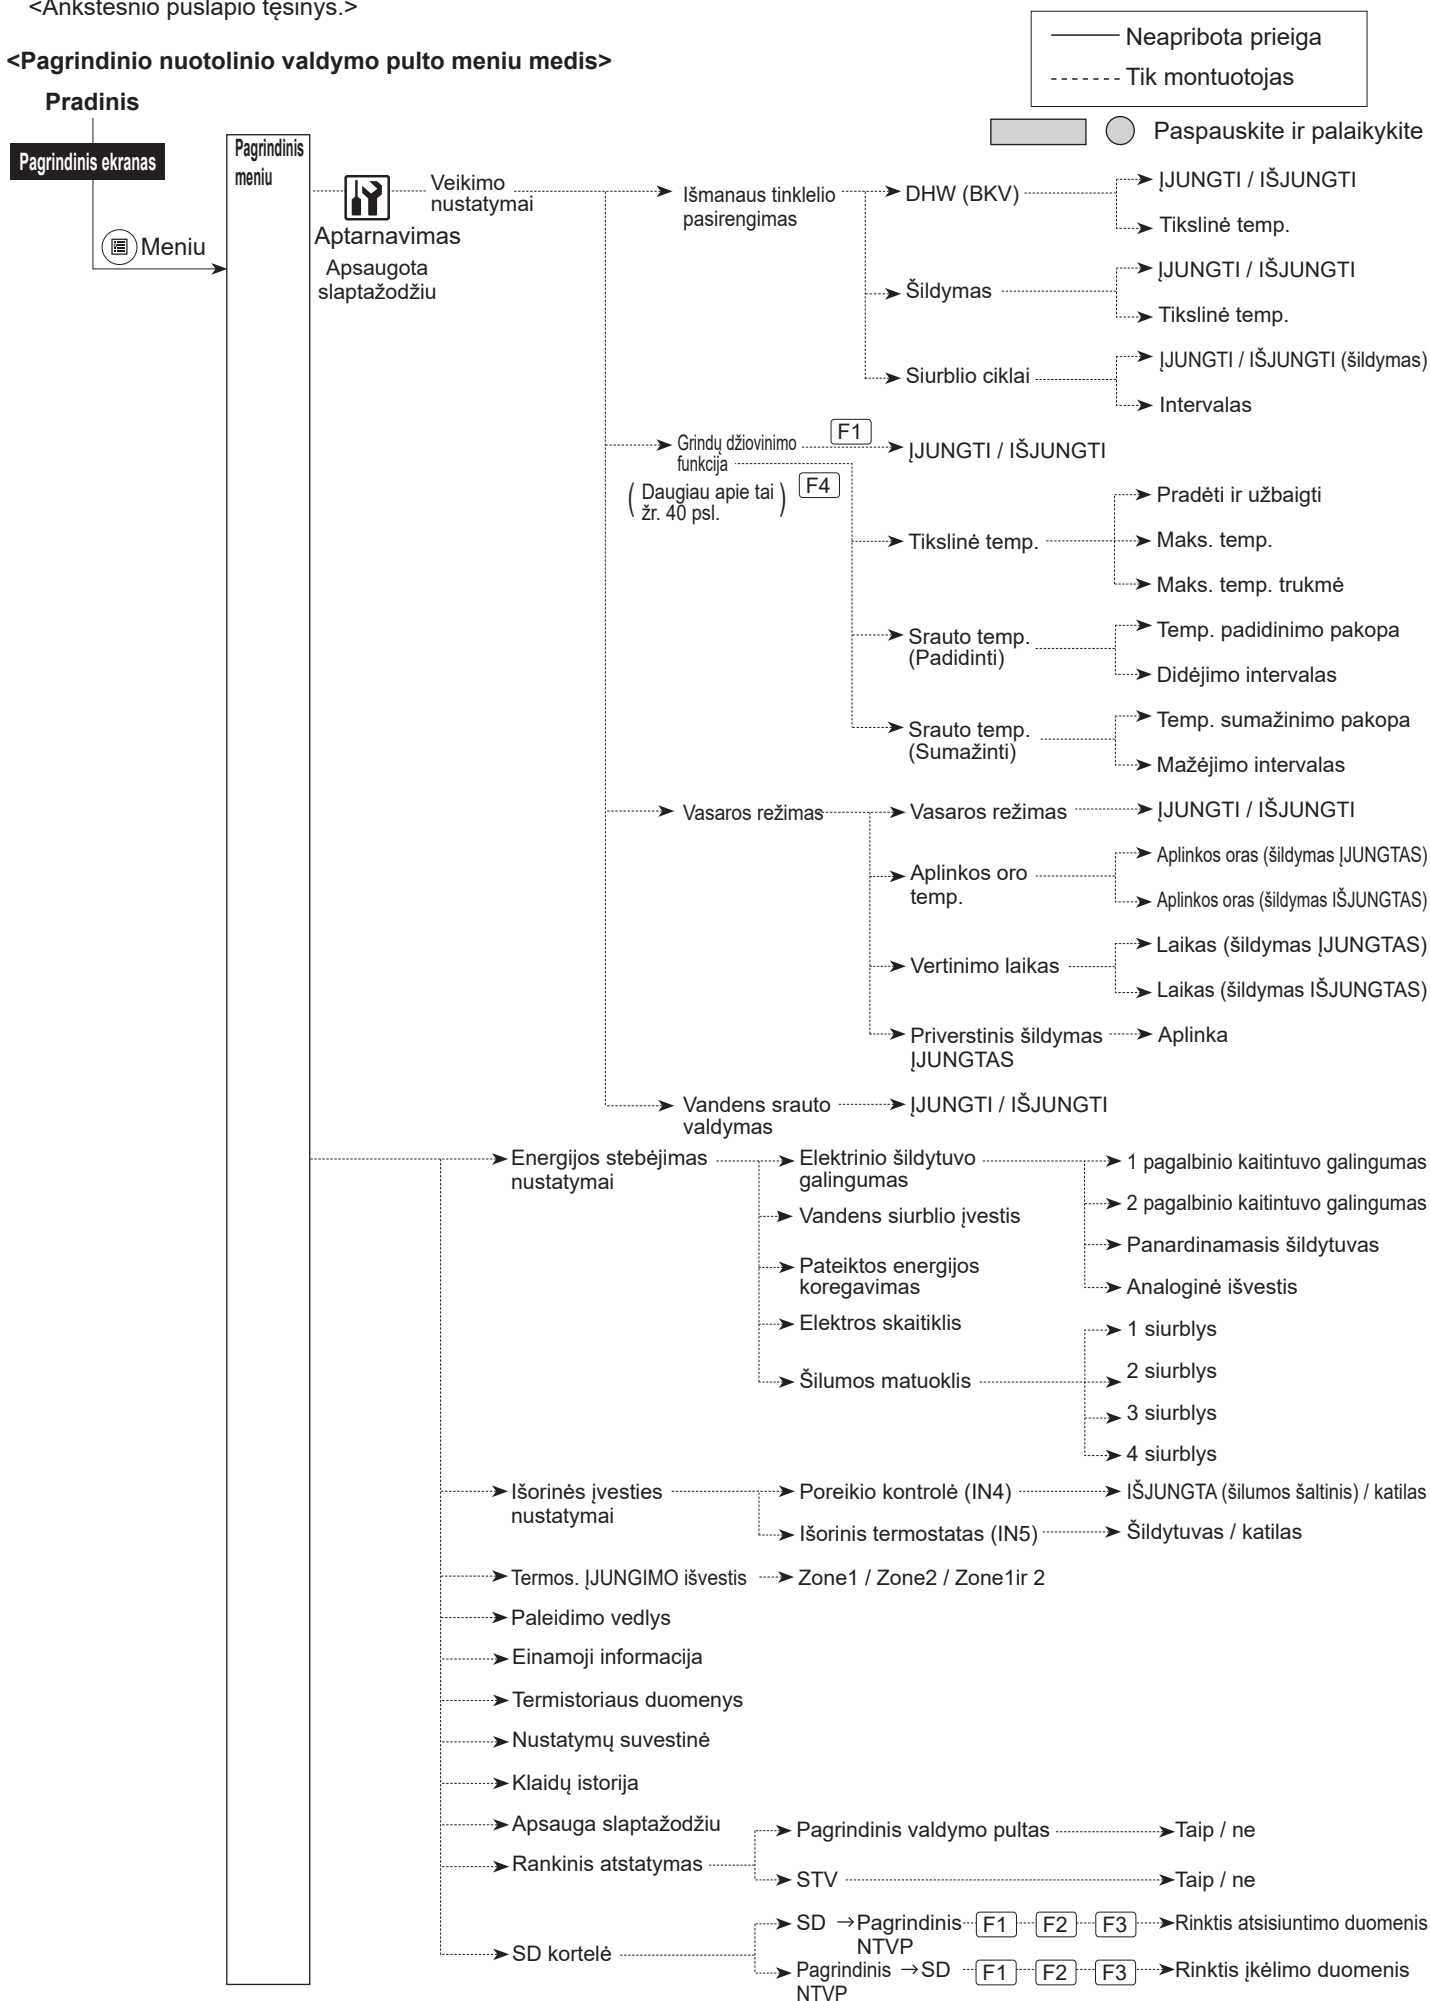 <Ankstesnio puslapio tęsinys.>
<Pagrindinio nuotolinio valdymo pulto meniu medis>
Neapribota prieiga
Tik montuotojas
Paspauskite ir palaikykite
Pradinis
Pagrindinis ekranas
Meniu
Pagrindinis
meniu
Aptarnavimas
Apsaugota
slaptažodžiu
Veikimo
nustatymai
Išmanaus tinklelio
pasirengimas
DHW (BKV)
ĮJUNGTI / IŠJUNGTI
Tikslinė temp.
Šildymas
ĮJUNGTI / IŠJUNGTI
Tikslinė temp.
Siurblio ciklai
ĮJUNGTI / IŠJUNGTI (šildymas)
Intervalas
Grindų džiovinimo
funkcija
F1
ĮJUNGTI / IŠJUNGTI
(Daugiau apie tai
žr. 40 psl.)
F4
Tikslinė temp.
Pradėti ir užbaigti
Maks. temp.
Maks. temp. trukmė
Srauto temp.
(Padidinti)
Temp. padidinimo pakopa
Didėjimo intervalas
Srauto temp.
(Sumažinti)
Temp. sumažinimo pakopa
Mažėjimo intervalas
Vasaros režimas
Vasaros režimas
ĮJUNGTI / IŠJUNGTI
Aplinkos oro
temp.
Aplinkos oras (šildymas ĮJUNGTAS)
Aplinkos oras (šildymas IŠJUNGTAS)
Vertinimo laikas
Laikas (šildymas ĮJUNGTAS)
Laikas (šildymas IŠJUNGTAS)
Priverstinis šildymas
ĮJUNGTAS
Aplinka
Vandens srauto
valdymas
ĮJUNGTI / IŠJUNGTI
Energijos stebėjimas
nustatymai
Elektrinio šildytuvo
galingumas
1 pagalbinio kaitintuvo galingumas
2 pagalbinio kaitintuvo galingumas
Panardinamasis šildytuvas
Analoginė išvestis
Vandens siurblio įvestis
Pateiktos energijos
koregavimas
Elektros skaitiklis
Šilumos matuoklis
1 siurblys
2 siurblys
3 siurblys
4 siurblys
Išorinės įvesties
nustatymai
Poreikio kontrolė (IN4)
IŠJUNGTA (šilumos šaltinis) / katilas
Išorinis termostatas (IN5)
Šildytuvas / katilas
Termos. ĮJUNGIMO išvestis
Zone1 / Zone2 / Zone1ir 2
Paleidimo vedlys
Einamoji informacija
Termistoriaus duomenys
Nustatymų suvestinė
Klaidų istorija
Apsauga slaptažodžiu
Rankinis atstatymas
Pagrindinis valdymo pultas
Taip / ne
STV
Taip / ne
SD kortelė
SD → Pagrindinis
NTVP
F1 F2 F3
Rinktis atsisiuntimo duomenis
Pagrindinis → SD
NTVP
F1 F2 F3
Rinktis įkėlimo duomenis